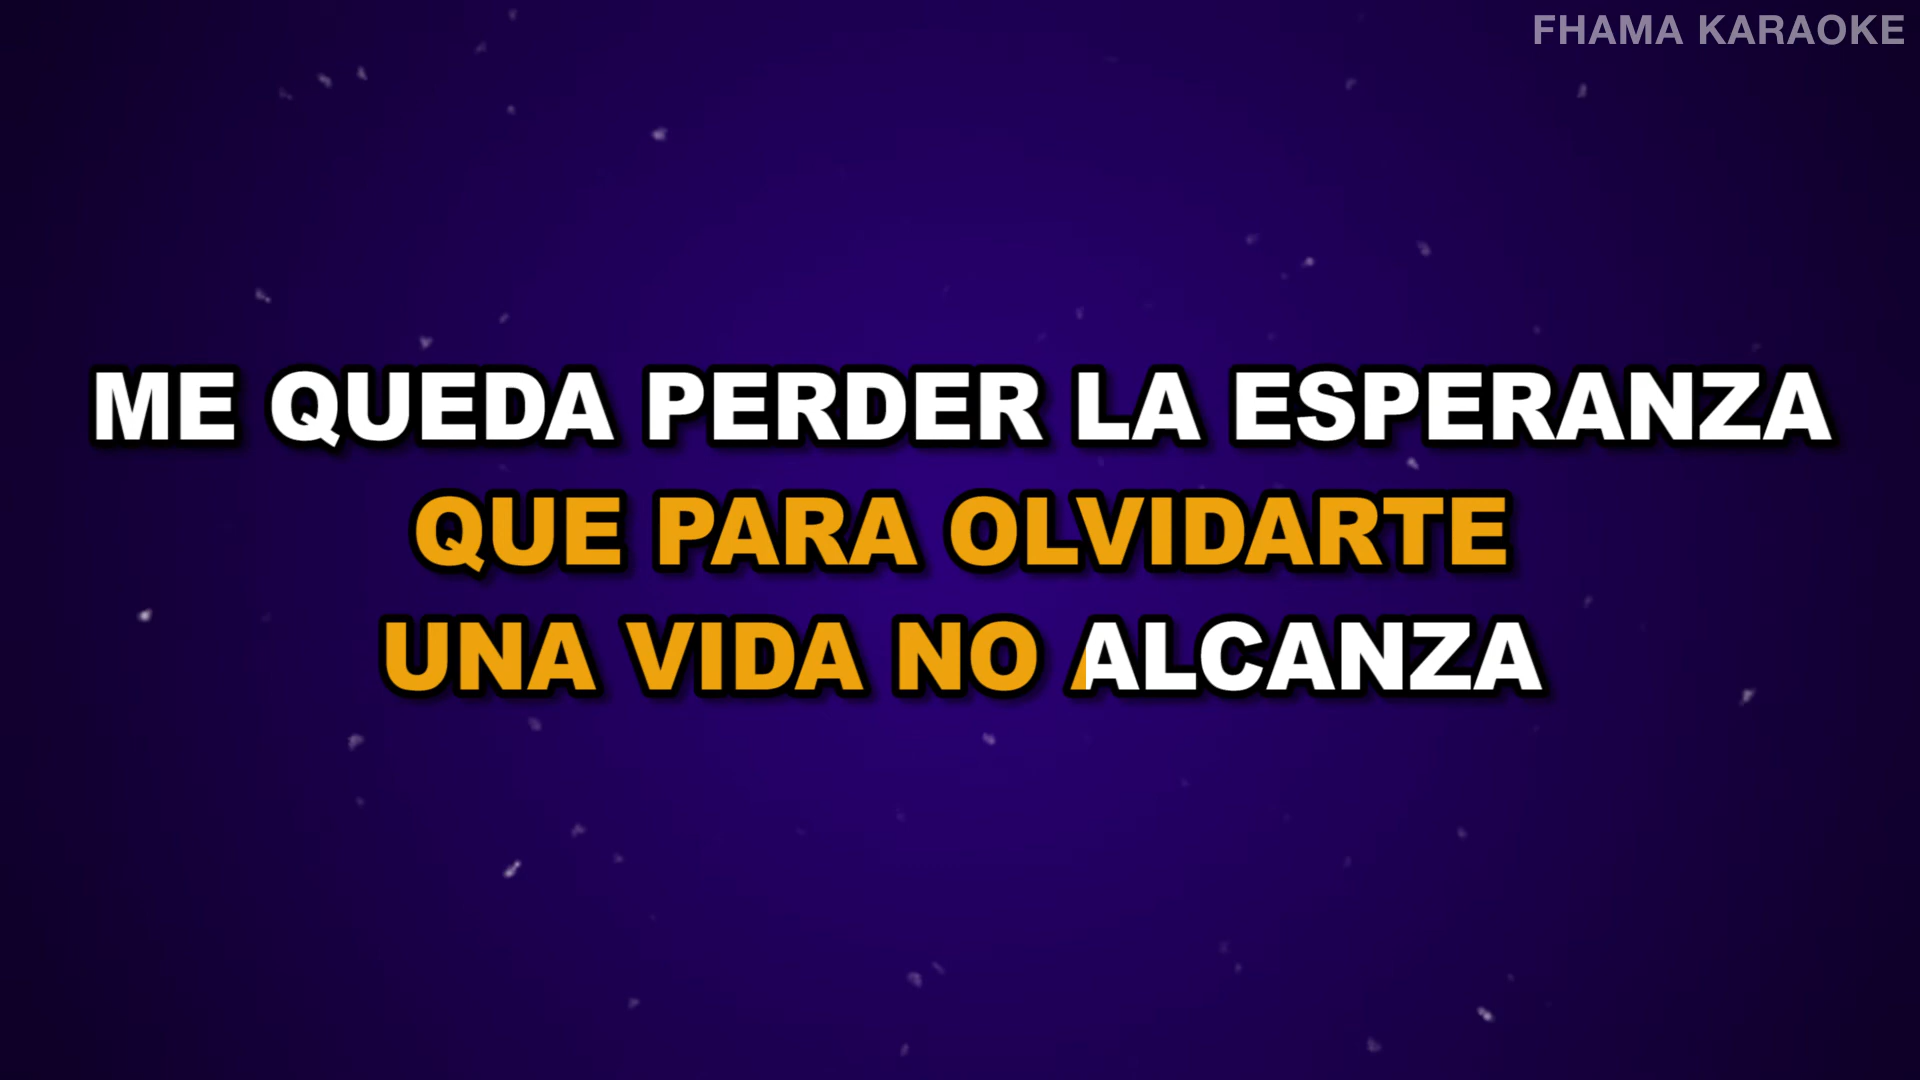 FHAMA KARAOKE
ME QUEDA PERDER LA ESPERANZA
QUE PARA OLVIDARTE
UNA VIDA NO ALCANZA